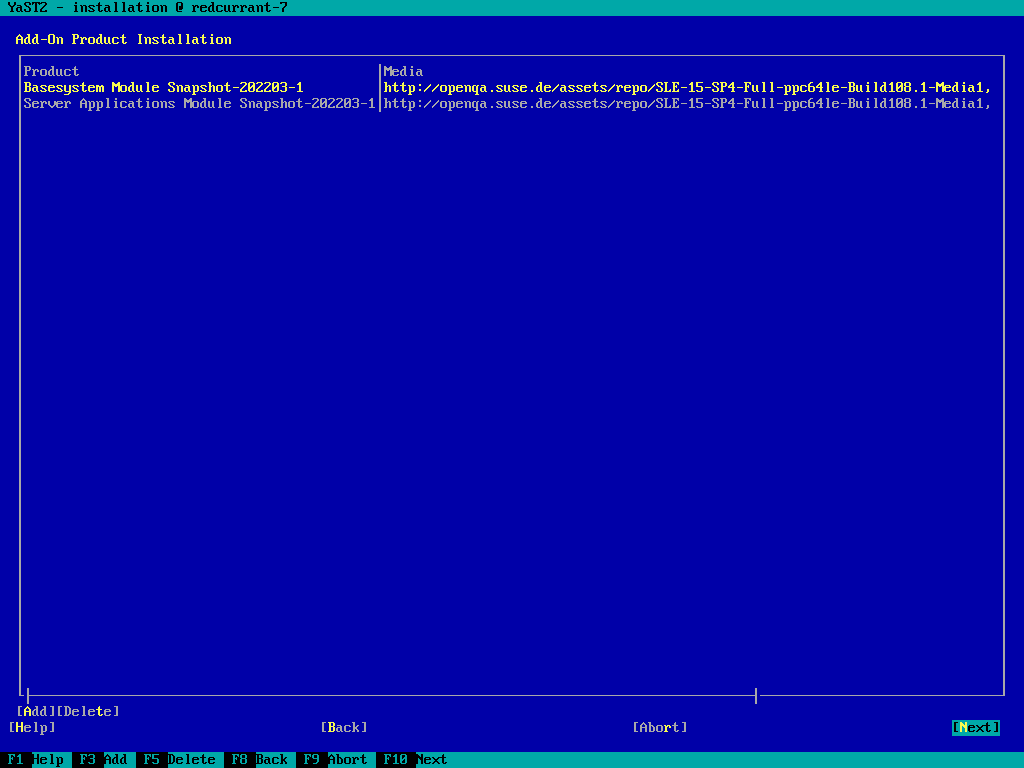 YaST2 - installation @ redcurrant-7
Add-On Product Installation
Product Media
Basesystem Module Snapshot-202203-1 http://openqa.suse.de/assets/repo/SLE-15-SP4-Full-ppc64le-Build108.1-Media1,
Server Applications Module Snapshot-202203-1 http://openqa.suse.de/assets/repo/SLE-15-SP4-Full-ppc64le-Build108.1-Media1,
[Add][Delete]
[Help] [Back] [Abort] [Next]
F1 Help F3 Add F5 Delete F8 Back F9 Abort F10 Next